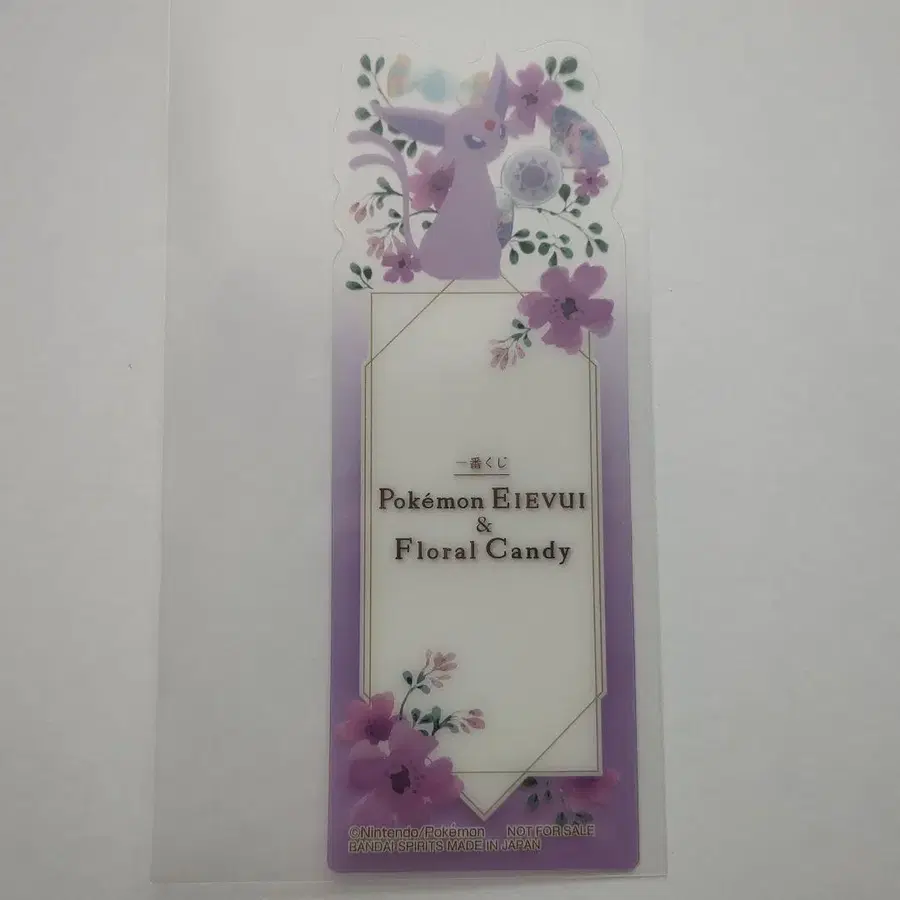 一番くじ
Pokémon EIEVUI
&
Floral Candy
©Nintendo/Pokémon NOT FOR SALE
BANDAI SPIRITS MADE IN JAPAN